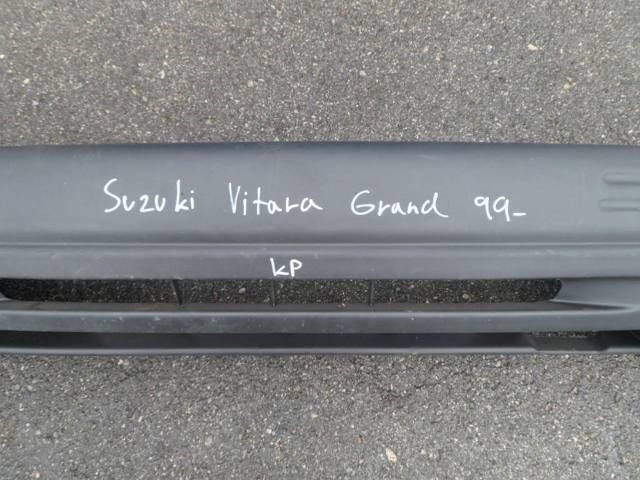 Suzuki Vitara Grand 99-
kP